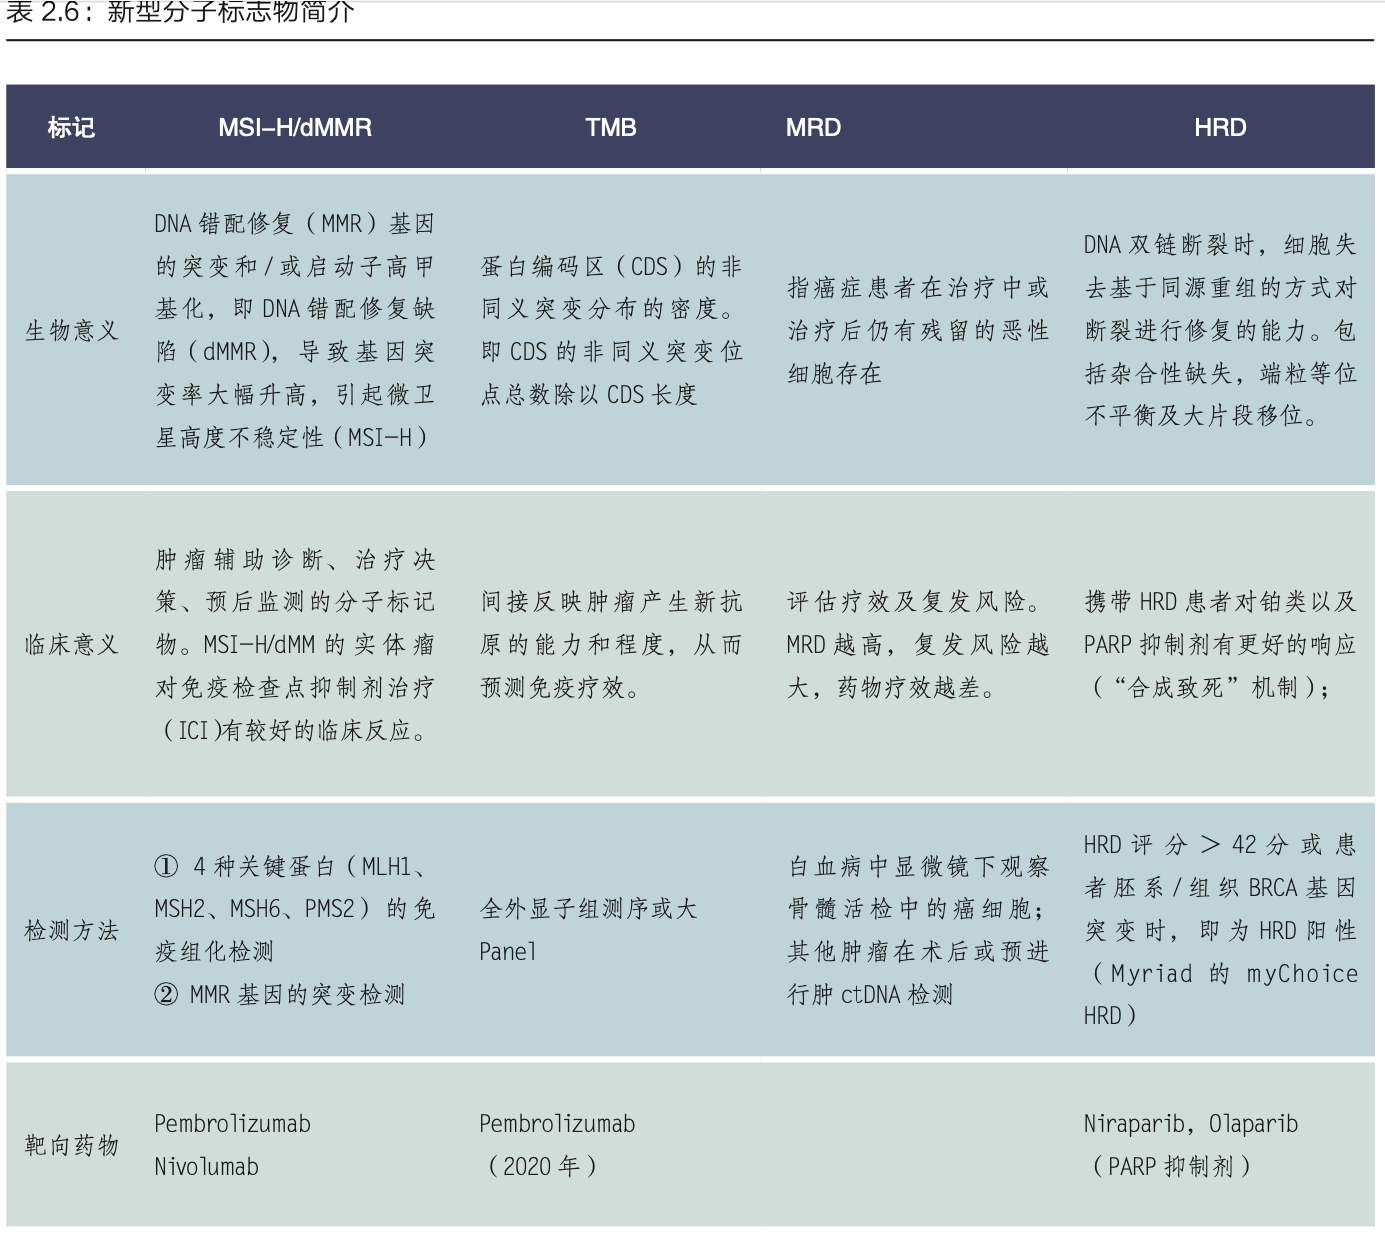 表 2.6：新型分子标志物简介
标记
MSI-H/dMMR
TMB
MRD
HRD
生物意义
DNA 错配修复（MMR）基因
的突变和/或启动子高甲
基化，即 DNA 错配修复缺
陷（dMMR），导致基因突
变率大幅升高，引起微卫
星高度不稳定性（MSI-H）
蛋白编码区（CDS）的非
同义突变分布的密度。
即 CDS 的非同义突变位
点总数除以 CDS 长度
指癌症患者在治疗中或
治疗后仍有残留的恶性
细胞存在
DNA 双链断裂时，细胞失
去基于同源重组的方式对
断裂进行修复的能力。包
括杂合性缺失，端粒等位
不平衡及大片段移位。
临床意义
肿瘤辅助诊断、治疗决
策、预后监测的分子标记
物。MSI-H/dMM 的实体瘤
对免疫检查点抑制剂治疗
（ICI)有较好的临床反应。
间接反映肿瘤产生新抗
原的能力和程度，从而
预测免疫疗效。
评估疗效及复发风险。
MRD 越高，复发风险越
大，药物疗效越差。
携带 HRD 患者对铂类以及
PARP 抑制剂有更好的响应
（“合成致死”机制）；
检测方法
① 4 种关键蛋白（MLH1、
MSH2、MSH6、PMS2）的免
疫组化检测
② MMR 基因的突变检测
全外显子组测序或大
Panel
白血病中显微镜下观察
骨髓活检中的癌细胞；
其他肿瘤在术后或预进
行肿 ctDNA 检测
HRD 评分 > 42 分或患
者胚系/组织 BRCA 基因
突变时，即为 HRD 阳性
（Myriad 的 myChoice
HRD）
靶向药物
Pembrolizumab
Nivolumab
Pembrolizumab
（2020 年）
Niraparib，Olaparib
（PARP 抑制剂）